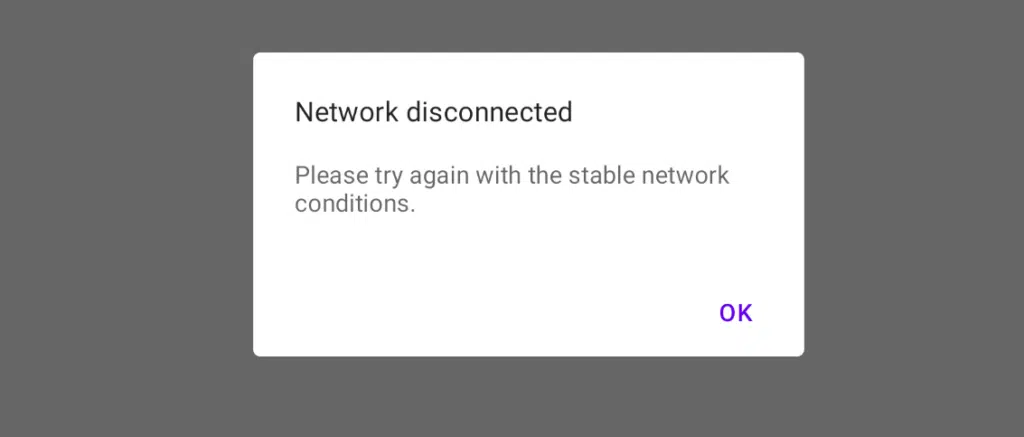 Network disconnected
Please try again with the stable network
conditions.
OK